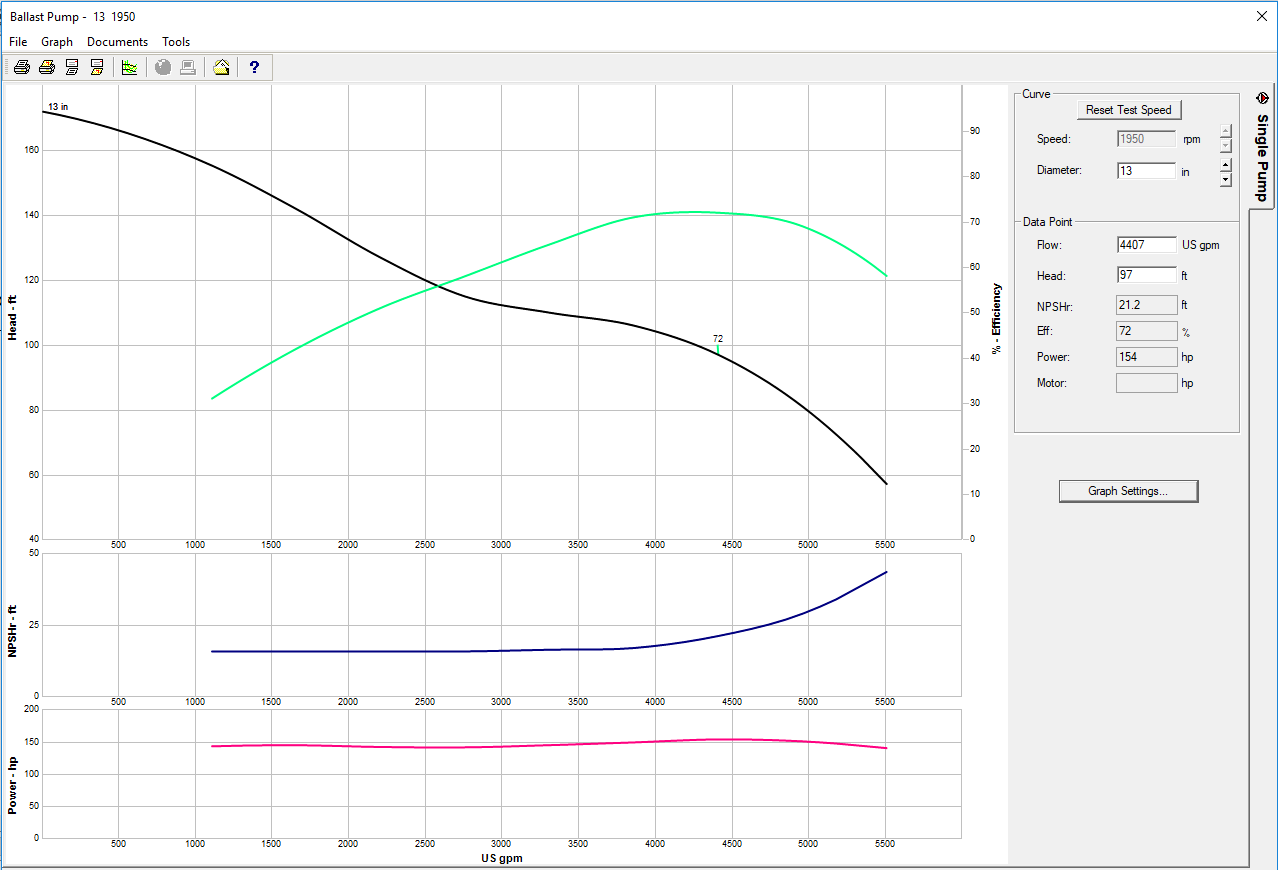 Ballast Pump - 13 1950
File Graph Documents Tools
?
13 in
160
140
120
100
80
60
40
Head - ft
90
80
70
60
50
40
30
20
10
0
% - Efficiency
72
500 1000 1500 2000 2500 3000 3500 4000 4500 5000 5500
50
25
0
NPSHr - ft
500 1000 1500 2000 2500 3000 3500 4000 4500 5000 5500
200
150
100
50
0
Power - hp
500 1000 1500 2000 2500 3000 3500 4000 4500 5000 5500
US gpm
Curve
Reset Test Speed
Speed: 1950 rpm
Diameter: 13 in
Data Point
Flow: 4407 US gpm
Head: 97 ft
NPSHr: 21.2 ft
Eff: 72 %
Power: 154 hp
Motor: hp
Graph Settings...
Single Pump